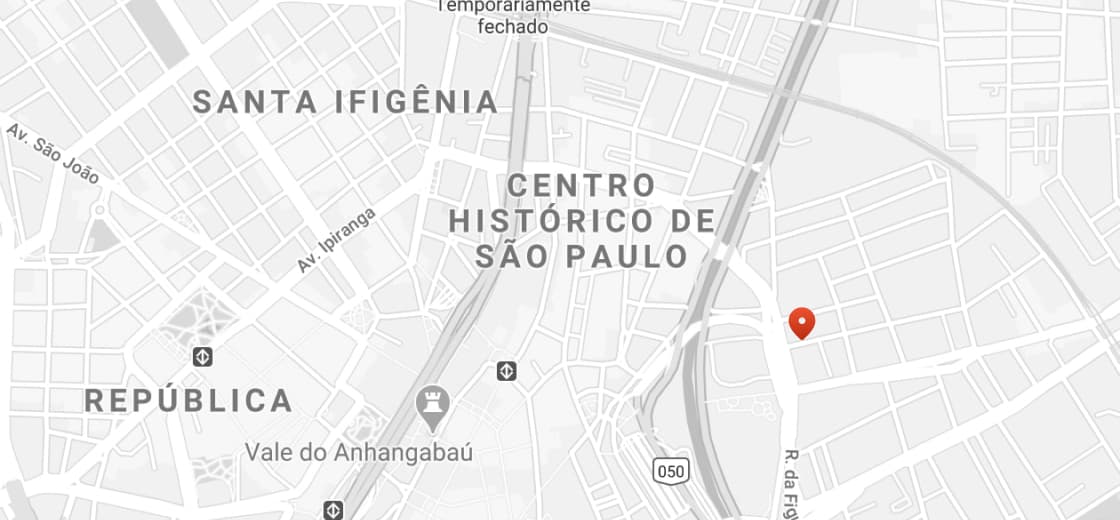 Temporariamente
fechado
SANTA IFIGÊNIA
Av. São João
CENTRO
HISTÓRICO DE
SÃO PAULO
Av. Ipiranga
REPÚBLICA
Vale do Anhangabaú
050
R. da Fig